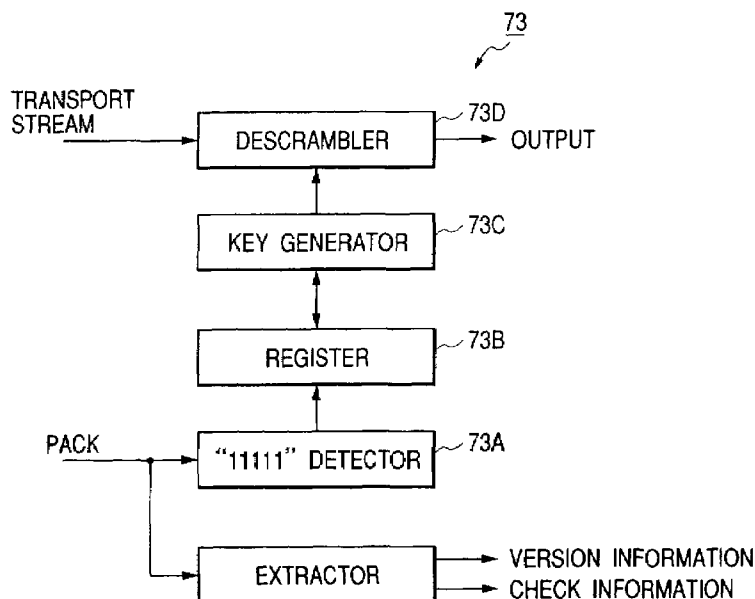 73
TRANSPORT
STREAM
73D
DESCRAMBLER
OUTPUT
73C
KEY GENERATOR
73B
REGISTER
PACK
73A
“11111” DETECTOR
EXTRACTOR
VERSION INFORMATION
CHECK INFORMATION